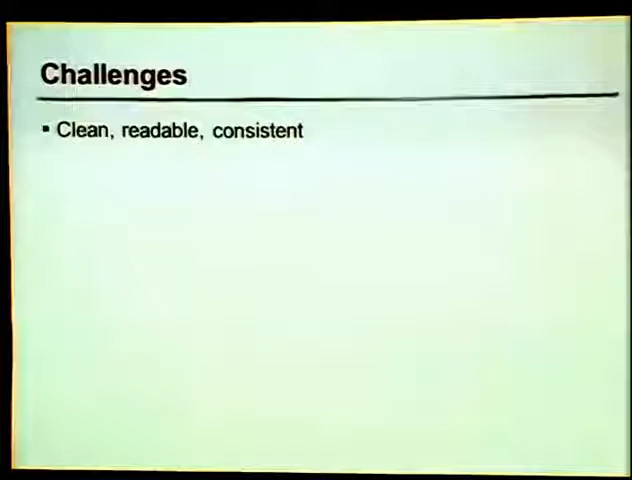 Challenges
▪ Clean, readable, consistent